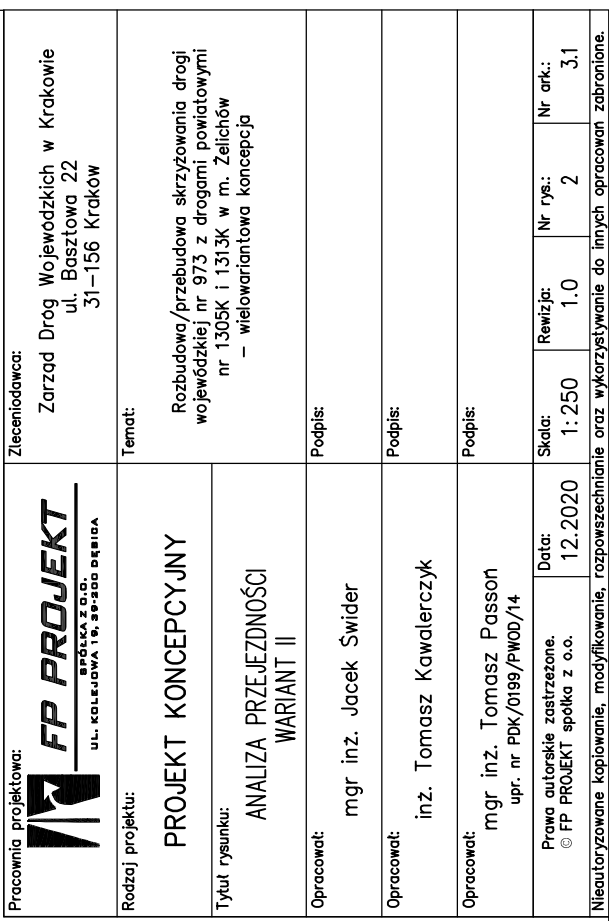 Pracownia projektowa:
FP PROJEKT
SPÓŁKA Z O.O.
UL. KOLEJOWA 19, 39-200 DĘBICA
Zleceniodawca:
Zarząd Dróg Wojewódzkich w Krakowie
ul. Basztowa 22
31-156 Kraków
Rodzaj projektu:
PROJEKT KONCEPCYJNY
Temat:
Rozbudowa/przebudowa skrzyżowania drogi
wojewódzkiej nr 973 z drogami powiatowymi
nr 1305K i 1313K w m. Żelichów
– wielowariantowa koncepcja
Tytuł rysunku:
ANALIZA PRZEJEZDNOŚCI
WARIANT II
Opracował:
mgr inż. Jacek Świder
Podpis:
Opracował:
inż. Tomasz Kawalerczyk
Podpis:
Opracował:
mgr inż. Tomasz Passoń
upr. nr PDK/0199/PWOD/14
Podpis:
Prawa autorskie zastrzeżone.
© FP PROJEKT spółka z o.o.
Data:
12.2020
Skala:
1:250
Rewizja:
1.0
Nr rys.:
2
Nr ark.:
3.1
Nieautoryzowane kopiowanie, modyfikowanie, rozpowszechnianie oraz wykorzystywanie do innych opracowań zabronione.